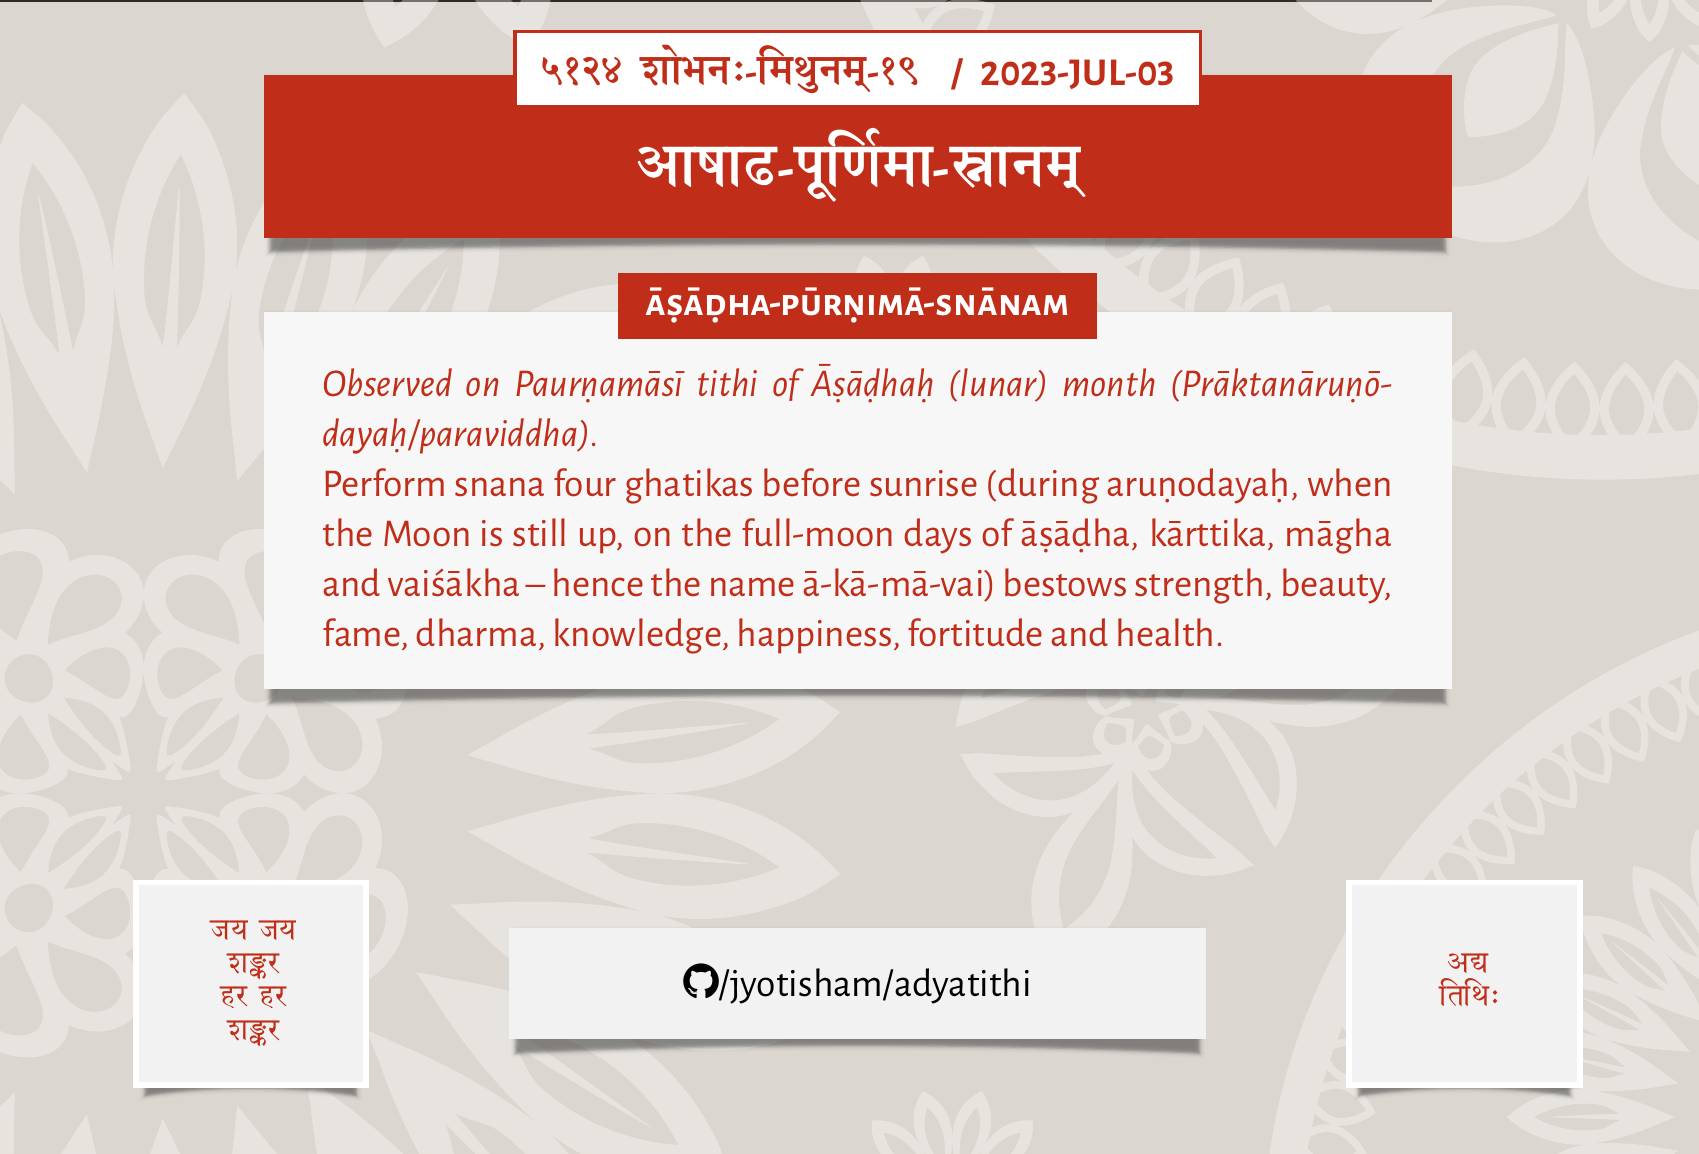 ५१२४ शोभनः-मिथुनम्-१९ / 2023-JUL-03
आषाढ-पूर्णिमा-स्नानम्
ĀṢĀḌHA-PŪRṆIMĀ-SNĀNAM
Observed on Paurṇamāsī tithi of Āṣāḍhaḥ (lunar) month (Prāktanāruṇō-
dayaḥ/paraviddha).
Perform snana four ghatikas before sunrise (during aruṇodayaḥ, when
the Moon is still up, on the full-moon days of āṣāḍha, kārttika, māgha
and vaiśākha – hence the name ā-kā-mā-vai) bestows strength, beauty,
fame, dharma, knowledge, happiness, fortitude and health.
जय जय
शङ्कर
हर हर
शङ्कर
/jyotisham/adyatithi
अद्य
तिथिः